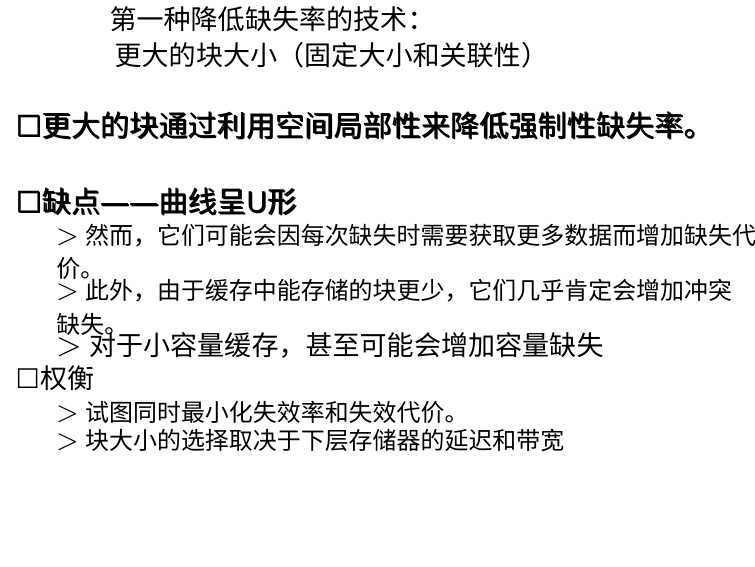 第一种降低缺失率的技术：
更大的块大小（固定大小和关联性）
□更大的块通过利用空间局部性来降低强制性缺失率。
□缺点——曲线呈U形
> 然而，它们可能会因每次缺失时需要获取更多数据而增加缺失代
价。
> 此外，由于缓存中能存储的块更少，它们几乎肯定会增加冲突
缺失。
> 对于小容量缓存，甚至可能会增加容量缺失
□权衡
> 试图同时最小化失效率和失效代价。
> 块大小的选择取决于下层存储器的延迟和带宽